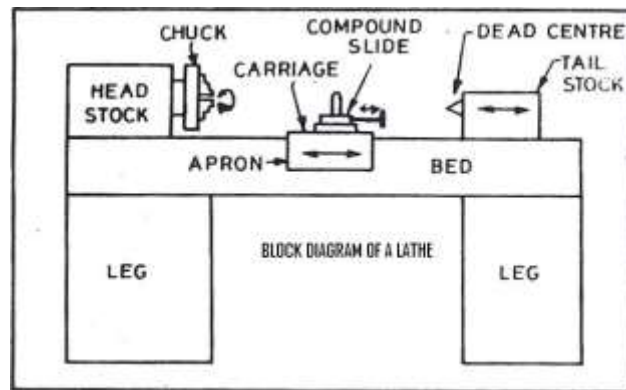 CHUCK
COMPOUND
SLIDE
DEAD CENTRE
CARRIAGE
TAIL
STOCK
HEAD
STOCK
APRON
BED
BLOCK DIAGRAM OF A LATHE
LEG
LEG